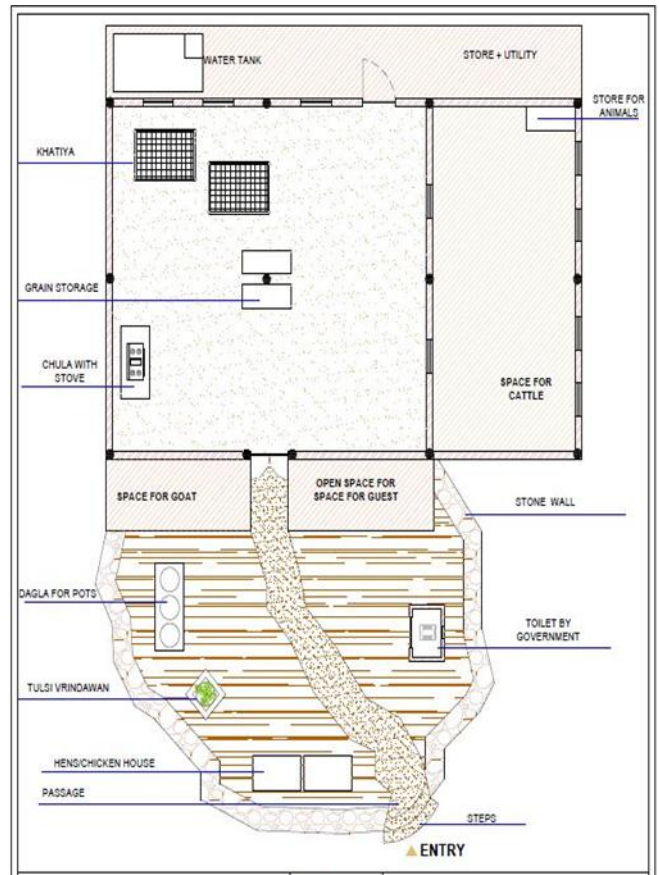 WATER TANK
STORE + UTILITY
STORE FOR
ANIMALS
KHATIYA
GRAIN STORAGE
CHULA WITH
STOVE
SPACE FOR
CATTLE
SPACE FOR GOAT
OPEN SPACE FOR
SPACE FOR GUEST
STONE WALL
DAGLA FOR POTS
TOILET BY
GOVERNMENT
TULSI VRINDAWAN
HENS/CHICKEN HOUSE
PASSAGE
STEPS
ENTRY